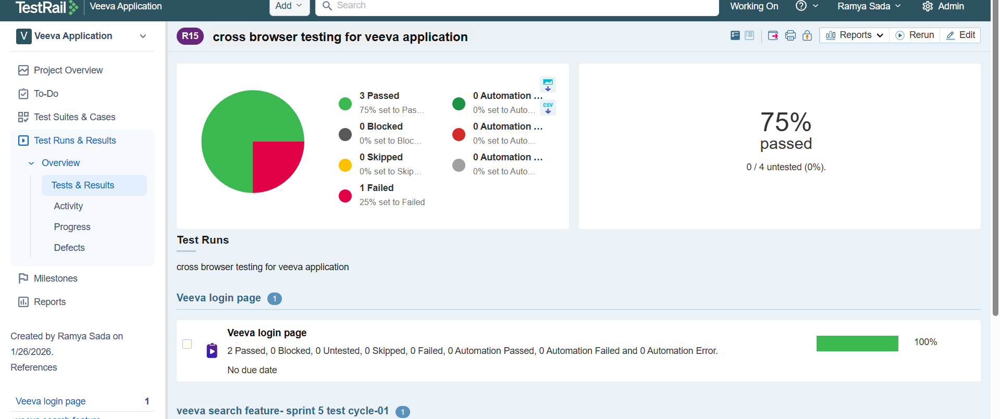 TestRail Veeva Application Add Search Working On Ramya Sada Admin
V Veeva Application
Project Overview
To-Do
Test Suites & Cases
Test Runs & Results
Overview
Tests & Results
Activity
Progress
Defects
Milestones
Reports
Created by Ramya Sada on
1/26/2026.
References
Veeva login page 1
R15 cross browser testing for veeva application
Reports Rerun Edit
3 Passed
75% set to Pas...
0 Blocked
0% set to Bloc...
0 Skipped
0% set to Skip...
1 Failed
25% set to Failed
0 Automation ...
0% set to Auto...
0 Automation ...
0% set to Auto...
0 Automation ...
0% set to Auto...
CSV
75%
passed
0 / 4 untested (0%).
Test Runs
cross browser testing for veeva application
Veeva login page 1
Veeva login page
2 Passed, 0 Blocked, 0 Untested, 0 Skipped, 0 Failed, 0 Automation Passed, 0 Automation Failed and 0 Automation Error.
No due date
100%
veeva search feature- sprint 5 test cycle-01 1